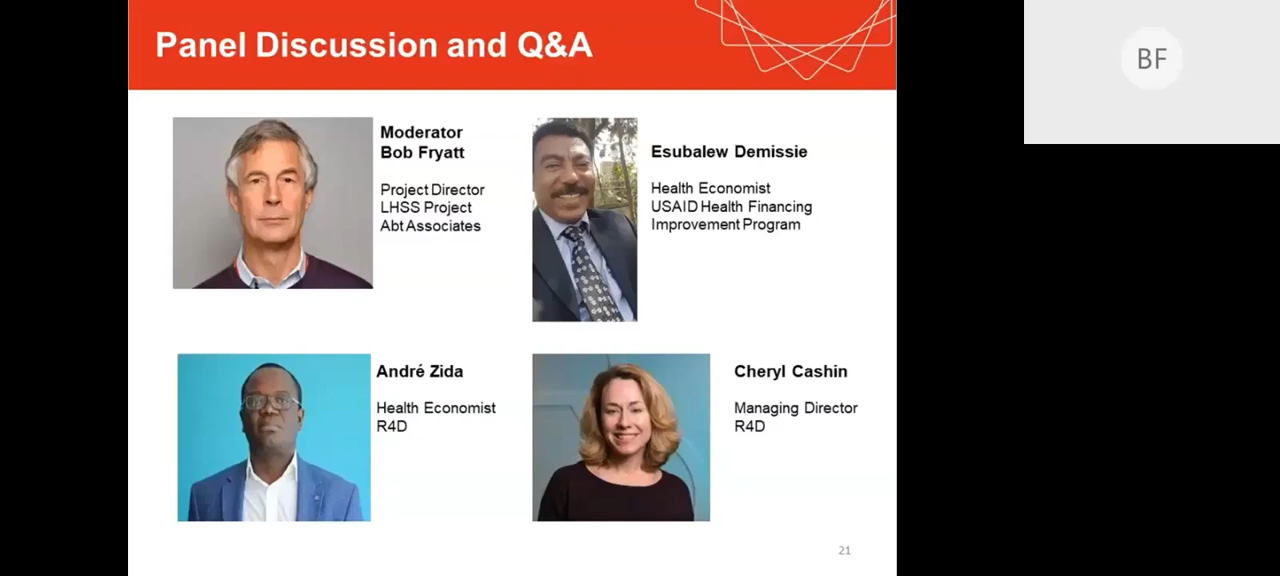 Panel Discussion and Q&A
BF
Moderator
Bob Fryatt
Project Director
LHSS Project
Abt Associates
Esubalew Demissie
Health Economist
USAID Health Financing
Improvement Program
André Zida
Health Economist
R4D
Cheryl Cashin
Managing Director
R4D
21